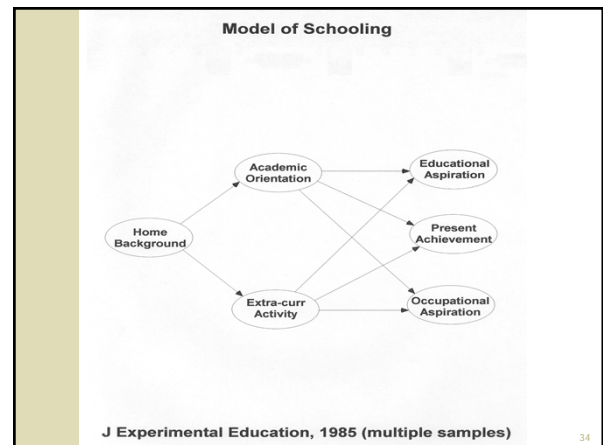 Model of Schooling
Academic
Orientation
Educational
Aspiration
Home
Background
Present
Achievement
Extra-curr
Activity
Occupational
Aspiration
J Experimental Education, 1985 (multiple samples)
34